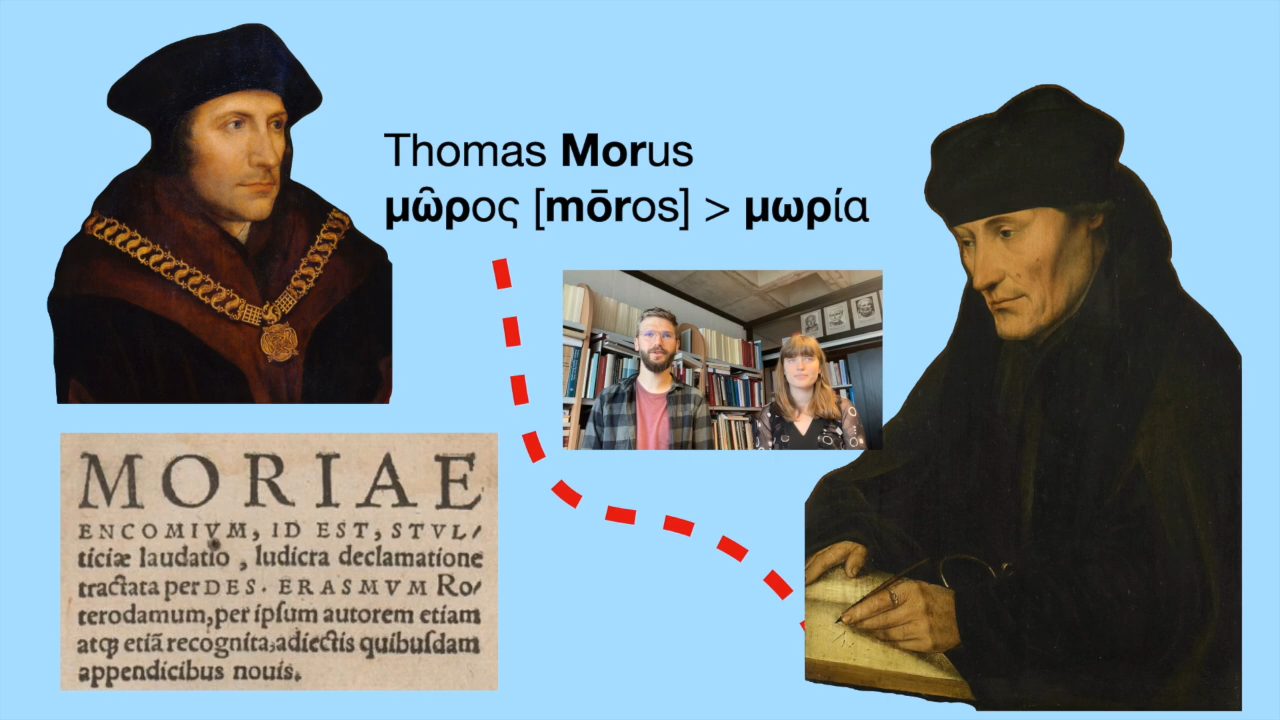 Thomas Morus
μῶρος [mōros] > μωρία
MORIAE
ENCOMIVM, ID EST, STVL/
ticiæ laudatio, ludicra declamatione
tractata per DES. ERASMVM Ro/
terodamum, per ipſum autorem etiam
atqꝫ etiã recognita, adiectis quibuſdam
appendicibus nouis.